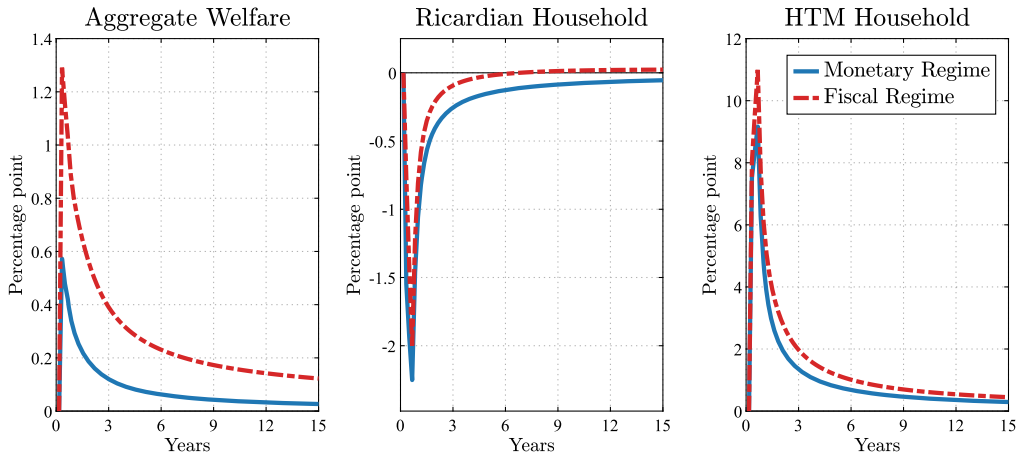 Aggregate Welfare
Percentage point
1.4
1.2
1
0.8
0.6
0.4
0.2
0
0 3 6 9 12 15
Years
Ricardian Household
Percentage point
0
-0.5
-1
-1.5
-2
0 3 6 9 12 15
Years
HTM Household
Percentage point
12
10
8
6
4
2
0
0 3 6 9 12 15
Years
Monetary Regime
Fiscal Regime